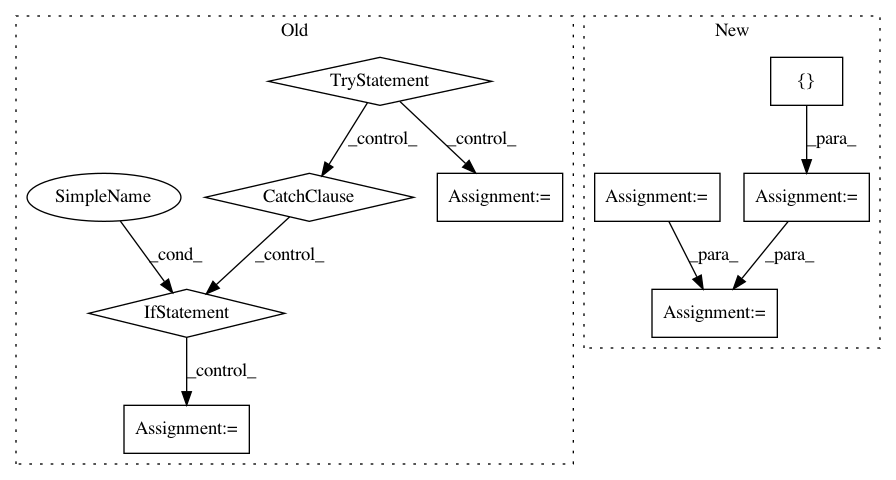 Old
New
TryStatement
{}
_control_
_control_
_para_
SimpleName
CatchClause
Assignment:=
Assignment:=
Assignment:=
_cond_
_control_
_para_
_para_
IfStatement
Assignment:=
_control_
Assignment:=